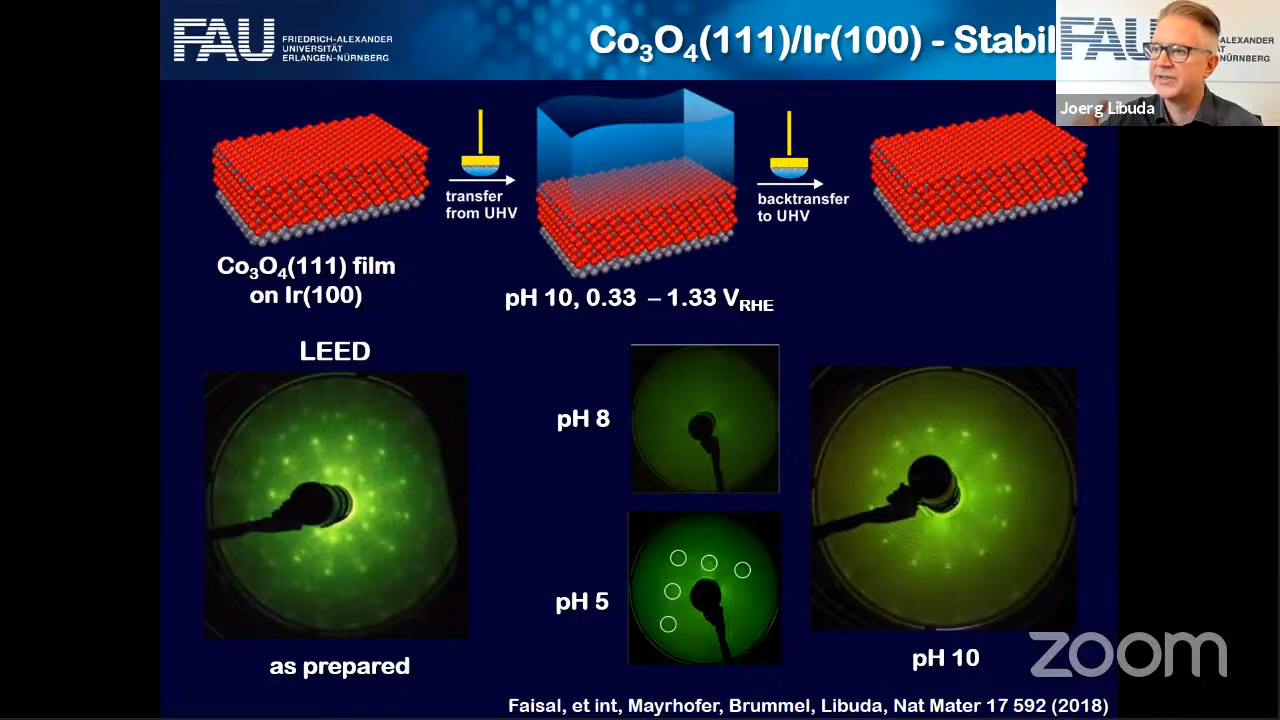 FAU
FRIEDRICH-ALEXANDER
UNIVERSITÄT
ERLANGEN-NÜRNBERG
Co₃O₄(111)/Ir(100) - Stabil
FAU
-ALEXANDER
ÄT
NÜRNBERG
Joerg Libuda
transfer
from UHV
backtransfer
to UHV
Co₃O₄(111) film
on Ir(100)
pH 10, 0.33 – 1.33 V_RHE
LEED
pH 8
pH 5
as prepared
pH 10
zoom
Faisal, et int, Mayrhofer, Brummel, Libuda, Nat Mater 17 592 (2018)